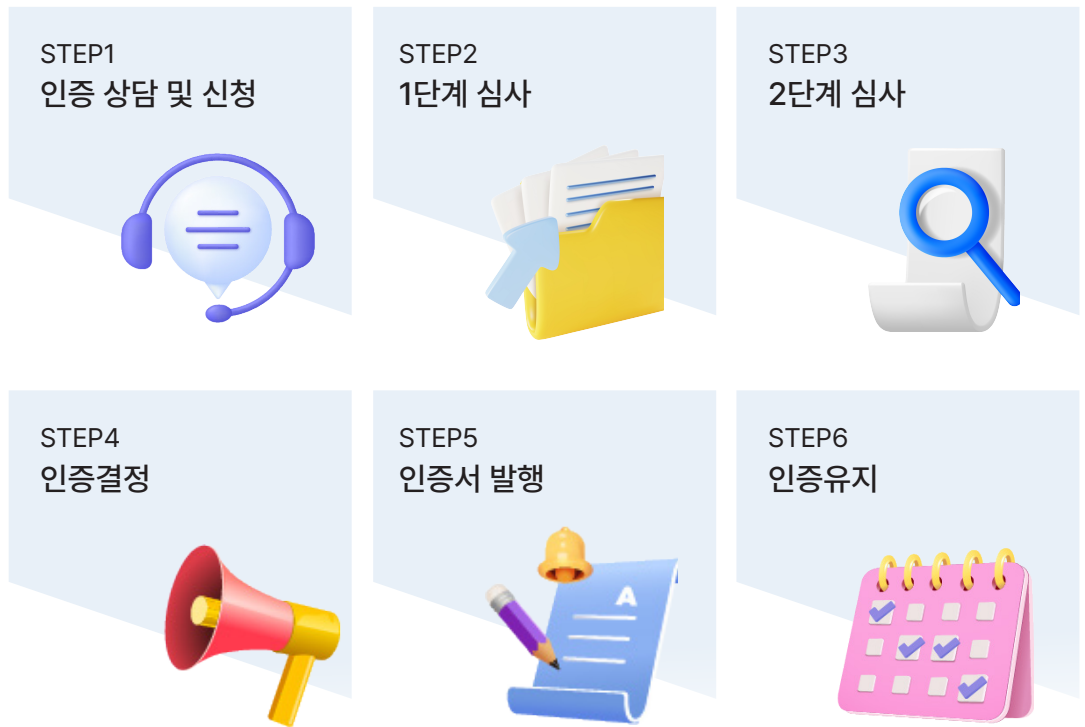 STEP1
인증 상담 및 신청
STEP2
1단계 심사
STEP3
2단계 심사
STEP4
인증결정
STEP5
인증서 발행
A
STEP6
인증유지